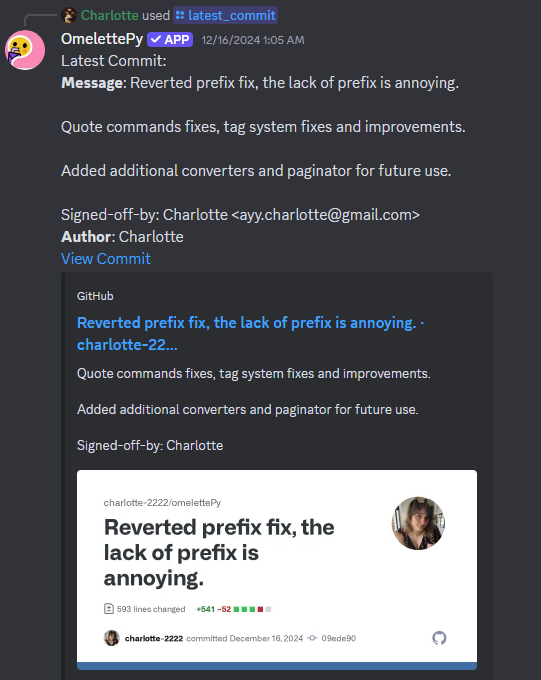 Charlotte used latest_commit
OmelettePy APP 12/16/2024 1:05 AM
Latest Commit:
Message: Reverted prefix fix, the lack of prefix is annoying.
Quote commands fixes, tag system fixes and improvements.
Added additional converters and paginator for future use.
Signed-off-by: Charlotte <ayy.charlotte@gmail.com>
Author: Charlotte
View Commit
GitHub
Reverted prefix fix, the lack of prefix is annoying. ·
charlotte-22...
Quote commands fixes, tag system fixes and improvements.
Added additional converters and paginator for future use.
Signed-off-by: Charlotte
charlotte-2222/omelettePy
Reverted prefix fix, the
lack of prefix is
annoying.
593 lines changed +541 −52
charlotte-2222 committed December 16, 2024 09ede90